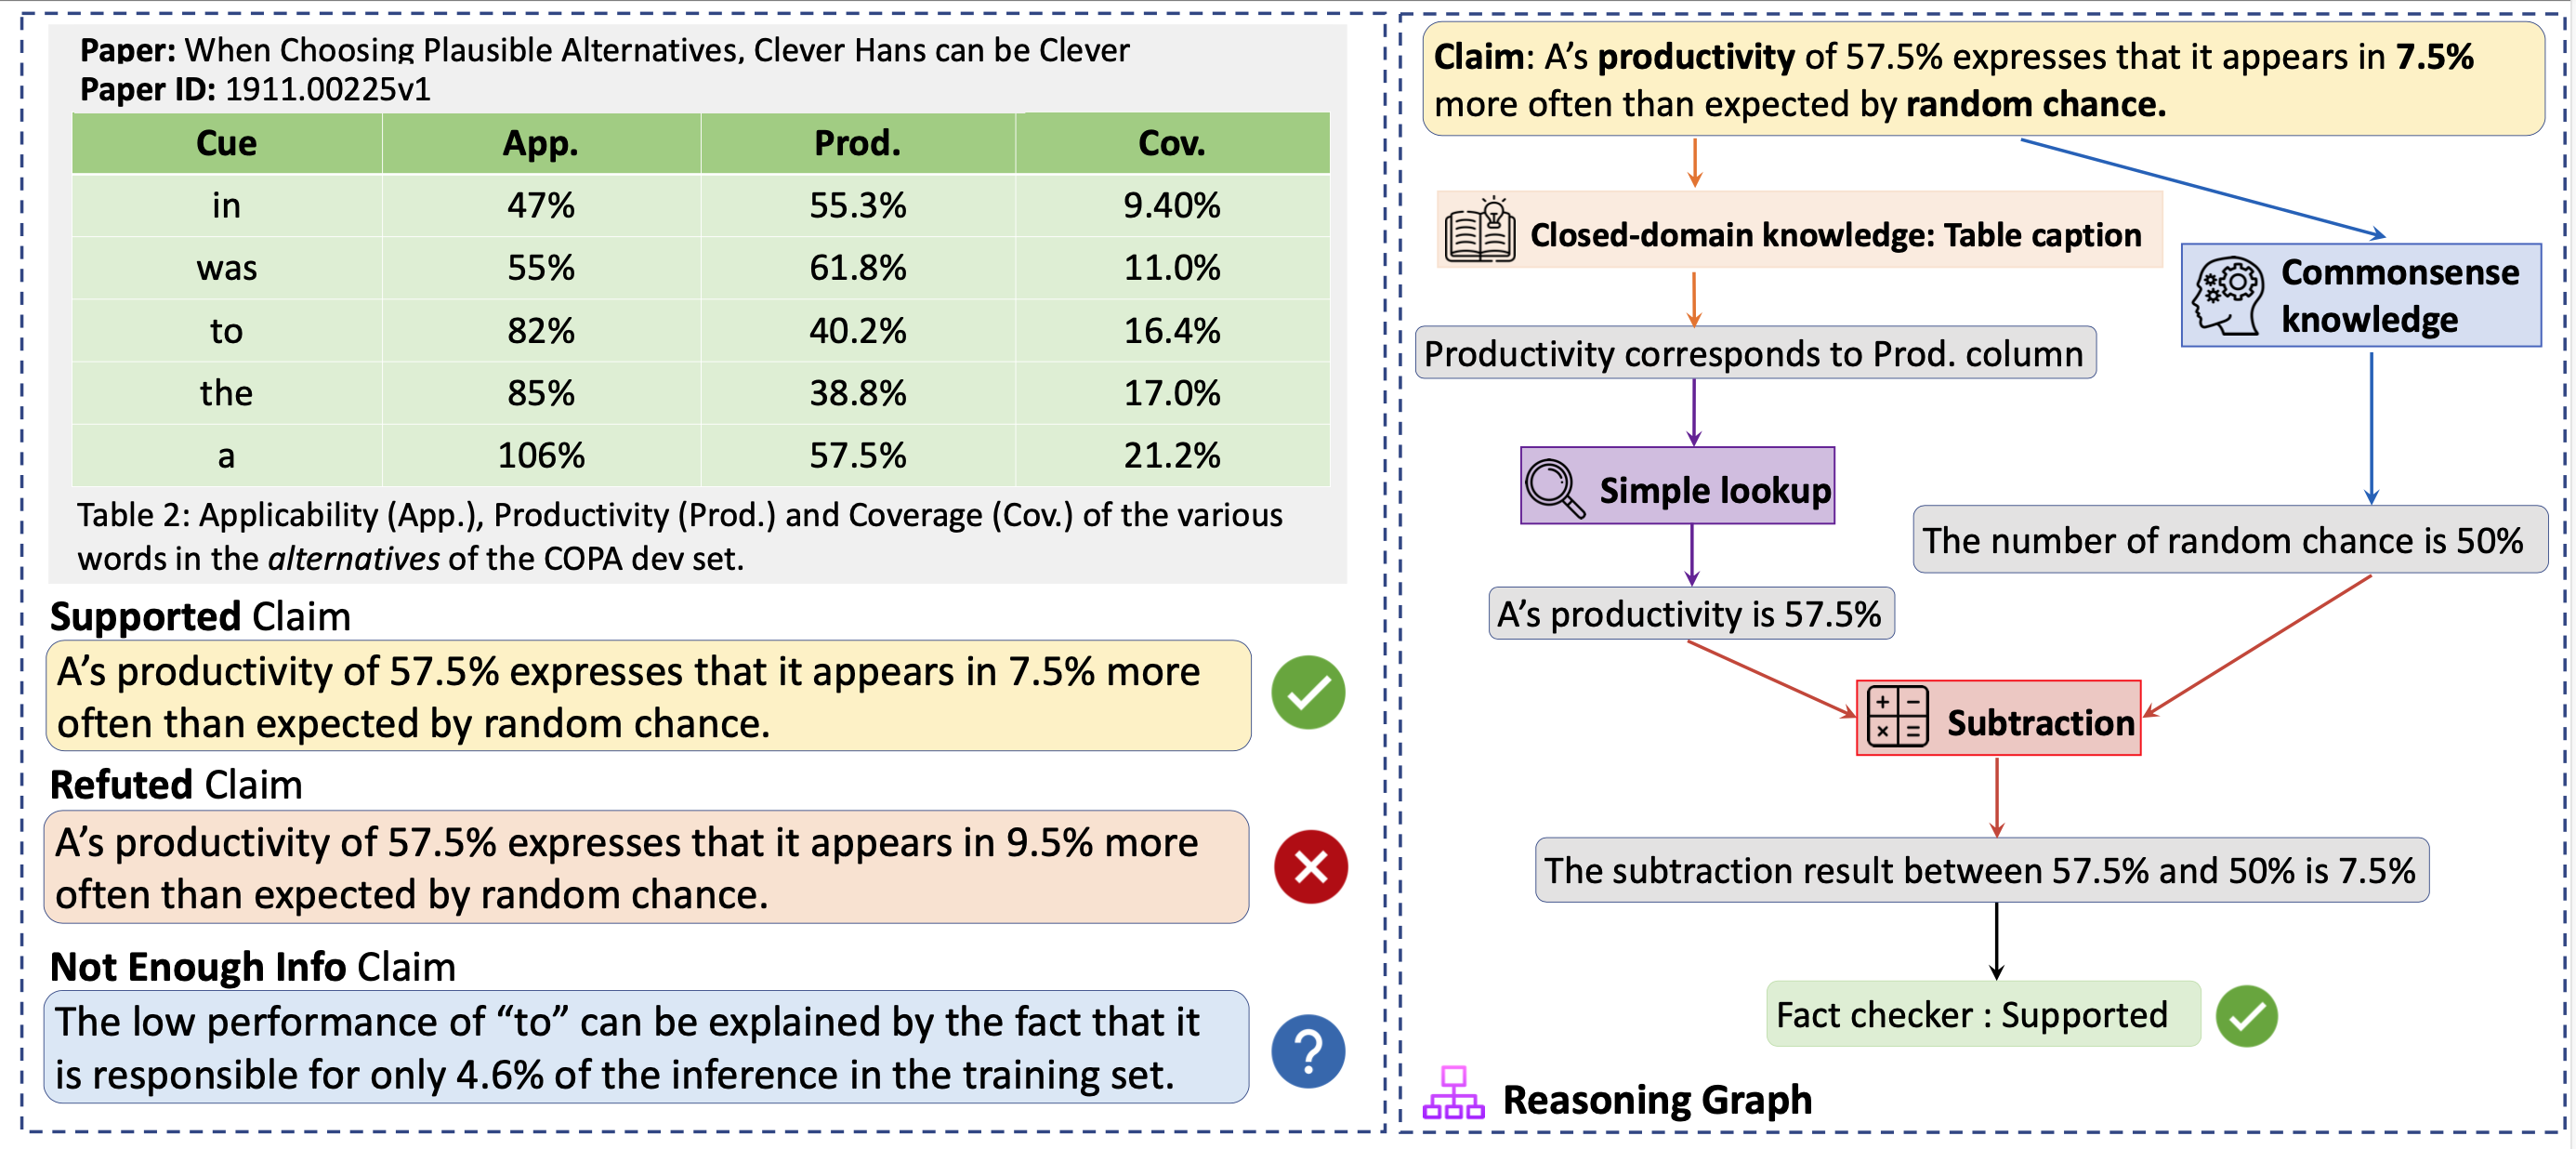 Paper: When Choosing Plausible Alternatives, Clever Hans can be Clever
Paper ID: 1911.00225v1
Cue App. Prod. Cov.
in 47% 55.3% 9.40%
was 55% 61.8% 11.0%
to 82% 40.2% 16.4%
the 85% 38.8% 17.0%
a 106% 57.5% 21.2%
Table 2: Applicability (App.), Productivity (Prod.) and Coverage (Cov.) of the various
words in the alternatives of the COPA dev set.
Supported Claim
A’s productivity of 57.5% expresses that it appears in 7.5% more
often than expected by random chance.
Refuted Claim
A’s productivity of 57.5% expresses that it appears in 9.5% more
often than expected by random chance.
Not Enough Info Claim
The low performance of “to” can be explained by the fact that it
is responsible for only 4.6% of the inference in the training set.
?
Claim: A’s productivity of 57.5% expresses that it appears in 7.5%
more often than expected by random chance.
Closed-domain knowledge: Table caption
Commonsense
knowledge
Productivity corresponds to Prod. column
Simple lookup
The number of random chance is 50%
A’s productivity is 57.5%
Subtraction
The subtraction result between 57.5% and 50% is 7.5%
Fact checker : Supported
Reasoning Graph